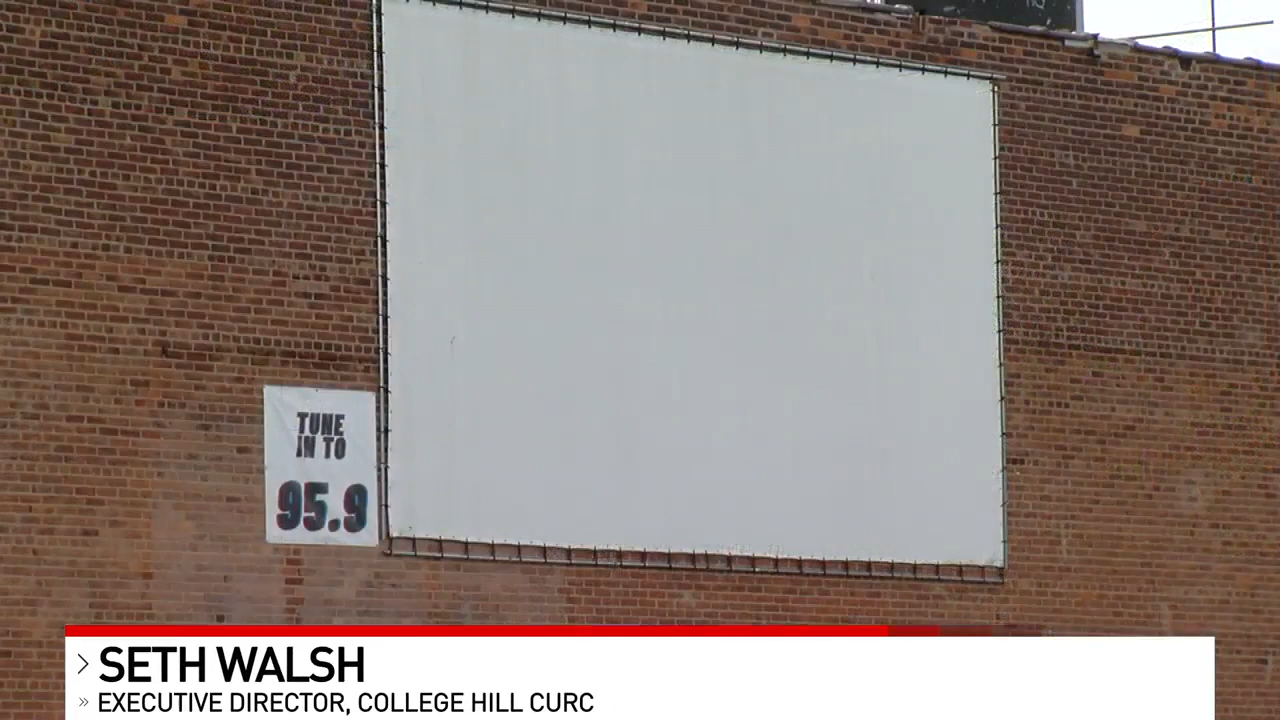 TUNE
IN TO
95.9
SETH WALSH
EXECUTIVE DIRECTOR, COLLEGE HILL CURC